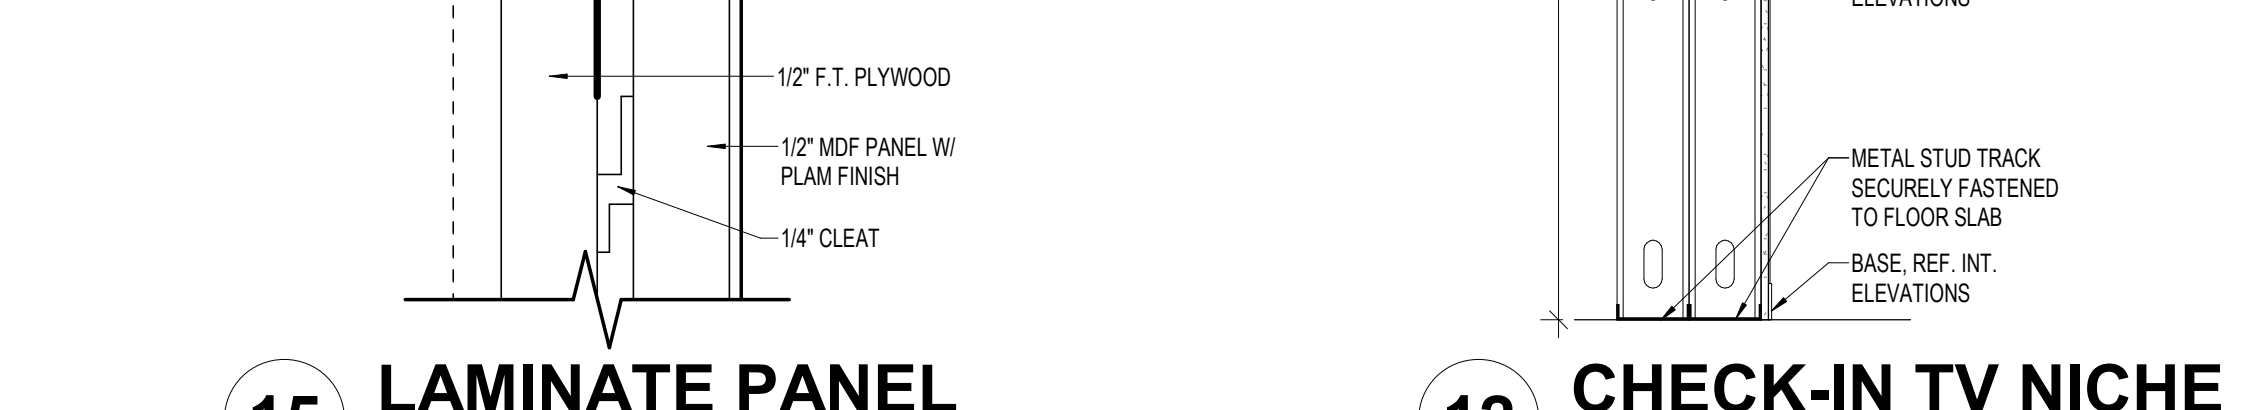 1/2" F.T. PLYWOOD
1/2" MDF PANEL W/
PLAM FINISH
1/4" CLEAT
15
LAMINATE PANEL
ELEVATIONS
METAL STUD TRACK
SECURELY FASTENED
TO FLOOR SLAB
BASE, REF. INT.
ELEVATIONS
CHECK-IN TV NICHE